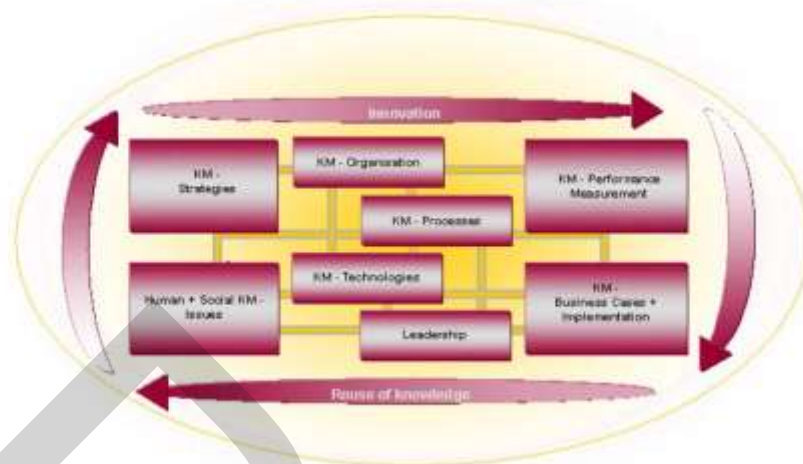 Innovation
KM -
Strategies
KM - Organization
KM - Performance
Measurement
KM - Processes
KM - Technologies
Human + Social KM -
Issues
KM -
Business Cases +
Implementation
Leadership
Reuse of knowledge